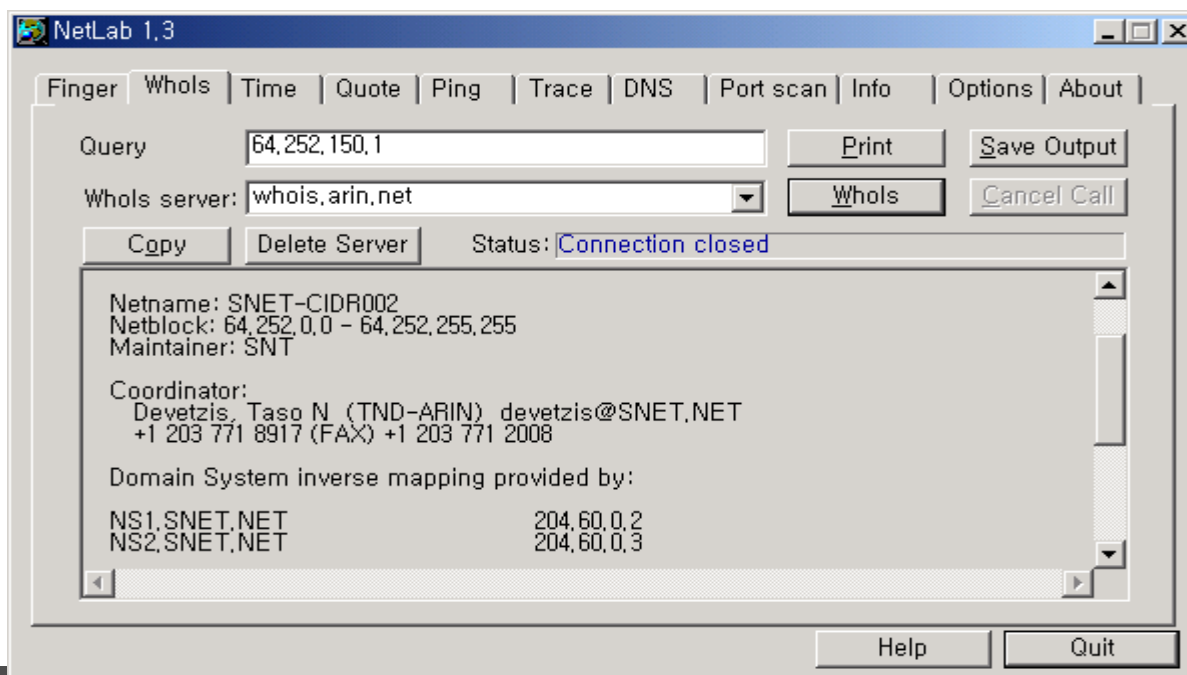 NetLab 1.3
Finger WhoIs Time Quote Ping Trace DNS Port scan Info Options About
Query 64.252.150.1 Print Save Output
WhoIs server: whois.arin.net WhoIs Cancel Call
Copy Delete Server Status: Connection closed
Netname: SNET-CIDR002
Netblock: 64.252.0.0 - 64.252.255.255
Maintainer: SNT
Coordinator:
Devetzis, Taso N (TND-ARIN) devetzis@SNET.NET
+1 203 771 8917 (FAX) +1 203 771 2008
Domain System inverse mapping provided by:
NS1.SNET.NET 204.60.0.2
NS2.SNET.NET 204.60.0.3
Help Quit